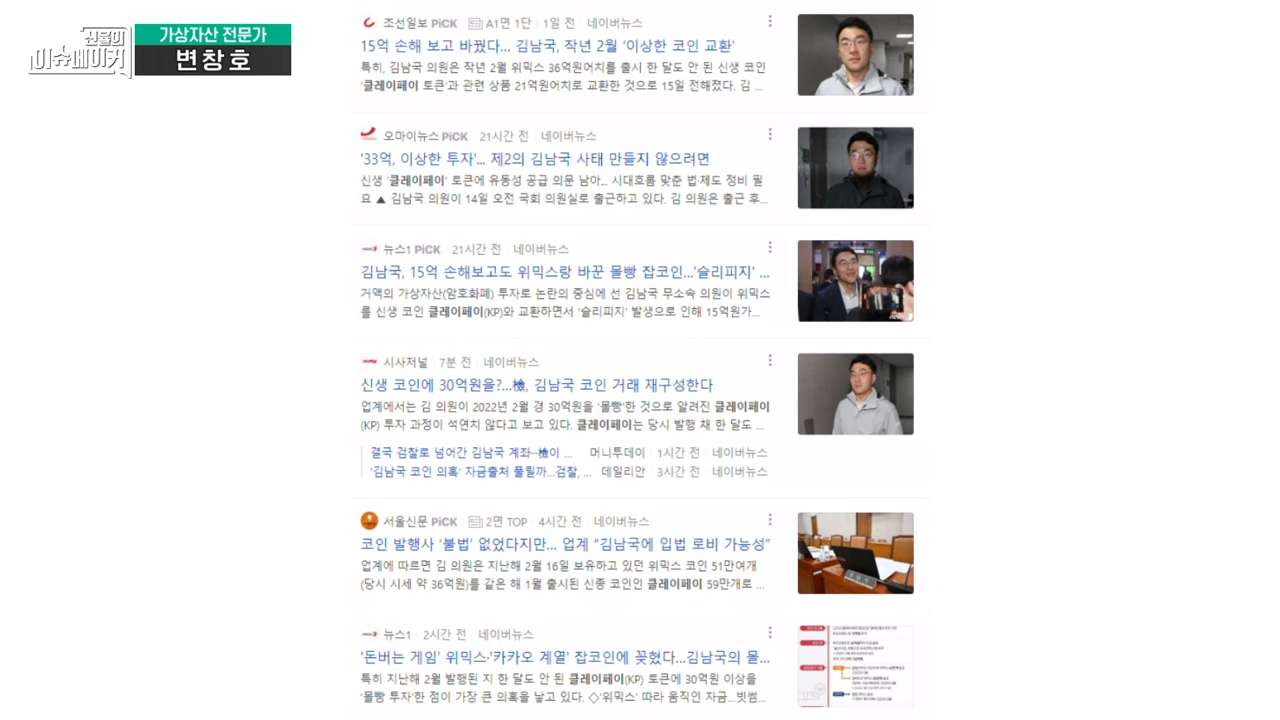 신율의
이슈메이커
가상자산 전문가
변창호
조선일보 PiCK A1면 1단 1일 전 네이버뉴스
15억 손해 보고 바꿨다... 김남국, 작년 2월 '이상한 코인 교환'
특히, 김남국 의원은 작년 2월 위믹스 36억원어치를 출시 한 달도 안 된 신생 코인
'클레이페이 토큰'과 관련 상품 21억원어치로 교환한 것으로 15일 전해졌다. 김 ...
오마이뉴스 PiCK 21시간 전 네이버뉴스
'33억, 이상한 투자'... 제2의 김남국 사태 만들지 않으려면
신생 '클레이페이' 토큰에 유동성 공급 의문 남아... 시대흐름 맞춘 법·제도 정비 필
요 ▲ 김남국 의원이 14일 오전 국회 의원실로 출근하고 있다. 김 의원은 출근 후...
뉴스1 PiCK 21시간 전 네이버뉴스
김남국, 15억 손해보고도 위믹스랑 바꾼 몰빵 잡코인...'슬리피지' ...
거액의 가상자산(암호화폐) 투자로 논란의 중심에 선 김남국 무소속 의원이 위믹스
를 신생 코인 클레이페이(KP)와 교환하면서 '슬리피지' 발생으로 인해 15억원가...
시사저널 7분 전 네이버뉴스
신생 코인에 30억원을?...檢, 김남국 코인 거래 재구성한다
업계에서는 김 의원이 2022년 2월 경 30억원을 '몰빵'한 것으로 알려진 클레이페이
(KP) 투자 과정이 석연치 않다고 보고 있다. 클레이페이는 당시 발행 채 한 달도 ...
결국 검찰로 넘어간 김남국 계좌…檢이 ... 머니투데이 1시간 전 네이버뉴스
'김남국 코인 의혹' 자금출처 풀릴까...검찰, ... 데일리안 3시간 전 네이버뉴스
서울신문 PiCK 2면 TOP 4시간 전 네이버뉴스
코인 발행사 '불법' 없었다지만... 업계 "김남국에 입법 로비 가능성"
업계에 따르면 김 의원은 지난해 2월 16일 보유하고 있던 위믹스 코인 51만여개
(당시 시세 약 36억원)를 같은 해 1월 출시된 신종 코인인 클레이페이 59만개로 ...
뉴스1 2시간 전 네이버뉴스
'돈버는 게임' 위믹스·'카카오 계열' 잡코인에 꽂혔다...김남국의 몰...
특히 지난해 2월 발행된 지 한 달도 안 된 클레이페이(KP) 토큰에 30억원 이상을
'몰빵 투자'한 점이 가장 큰 의혹을 낳고 있다. ◇'위믹스' 따라 움직인 자금...빗썸...